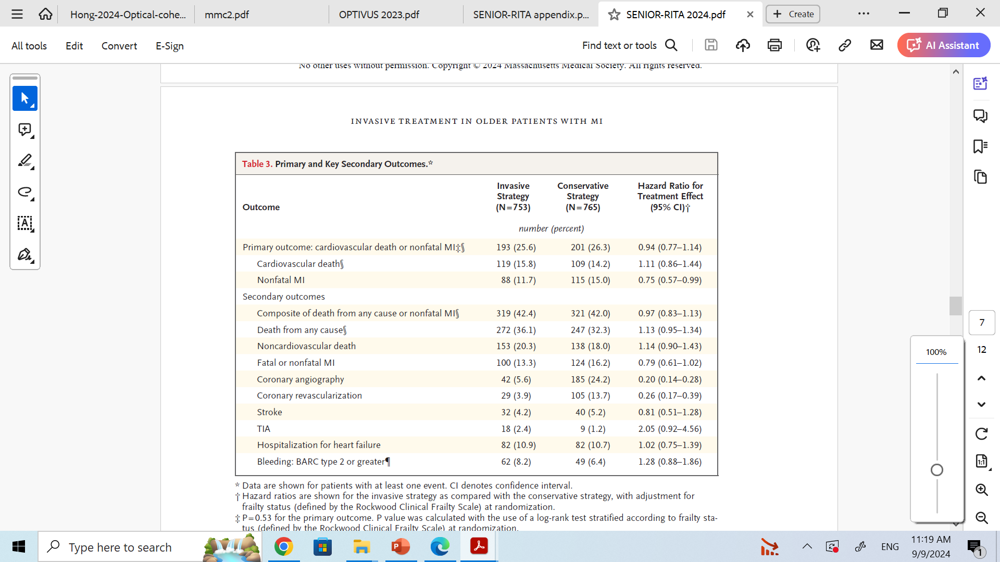 Hong-2024-Optical-cohe...
mmc2.pdf
OPTIVUS 2023.pdf
SENIOR-RITA appendix.p...
SENIOR-RITA 2024.pdf
Create
All tools
Edit
Convert
E-Sign
Find text or tools
AI Assistant
No other uses without permission. Copyright © 2024 Massachusetts Medical Society. All rights reserved.
INVASIVE TREATMENT IN OLDER PATIENTS WITH MI
Table 3. Primary and Key Secondary Outcomes.*
Outcome
Invasive Strategy (N=753)
Conservative Strategy (N=765)
Hazard Ratio for Treatment Effect (95% CI)†
number (percent)
Primary outcome: cardiovascular death or nonfatal MI‡§ 193 (25.6) 201 (26.3) 0.94 (0.77–1.14)
Cardiovascular death§ 119 (15.8) 109 (14.2) 1.11 (0.86–1.44)
Nonfatal MI 88 (11.7) 115 (15.0) 0.75 (0.57–0.99)
Secondary outcomes
Composite of death from any cause or nonfatal MI§ 319 (42.4) 321 (42.0) 0.97 (0.83–1.13)
Death from any cause§ 272 (36.1) 247 (32.3) 1.13 (0.95–1.34)
Noncardiovascular death 153 (20.3) 138 (18.0) 1.14 (0.90–1.43)
Fatal or nonfatal MI 100 (13.3) 124 (16.2) 0.79 (0.61–1.02)
Coronary angiography 42 (5.6) 185 (24.2) 0.20 (0.14–0.28)
Coronary revascularization 29 (3.9) 105 (13.7) 0.26 (0.17–0.39)
Stroke 32 (4.2) 40 (5.2) 0.81 (0.51–1.28)
TIA 18 (2.4) 9 (1.2) 2.05 (0.92–4.56)
Hospitalization for heart failure 82 (10.9) 82 (10.7) 1.02 (0.75–1.39)
Bleeding: BARC type 2 or greater¶ 62 (8.2) 49 (6.4) 1.28 (0.88–1.86)
* Data are shown for patients with at least one event. CI denotes confidence interval.
† Hazard ratios are shown for the invasive strategy as compared with the conservative strategy, with adjustment for
frailty status (defined by the Rockwood Clinical Frailty Scale) at randomization.
‡ P=0.53 for the primary outcome. P value was calculated with the use of a log-rank test stratified according to frailty sta-
tus (defined by the Rockwood Clinical Frailty Scale) at randomization.
7
12
100%
1:1
Type here to search
ENG
11:19 AM
9/9/2024
1